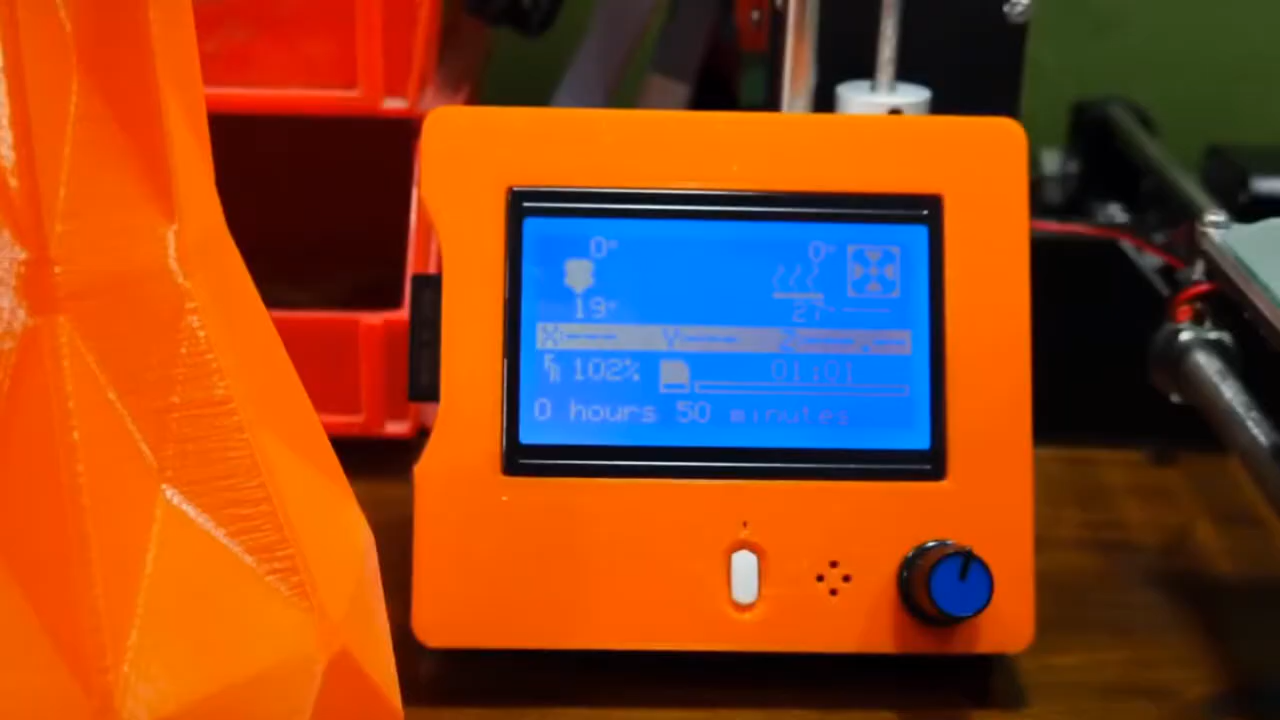 0° 0°
19° 27°
X:---- Y:---- Z:----.--
102% 01:01
0 hours 50 minutes